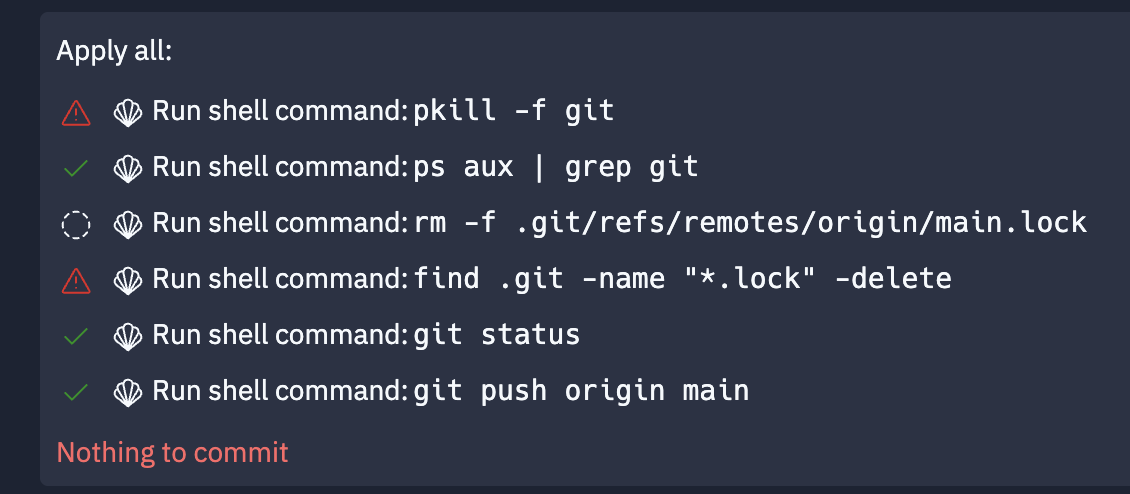 Apply all:
Run shell command: pkill -f git
Run shell command: ps aux | grep git
Run shell command: rm -f .git/refs/remotes/origin/main.lock
Run shell command: find .git -name "*.lock" -delete
Run shell command: git status
Run shell command: git push origin main
Nothing to commit